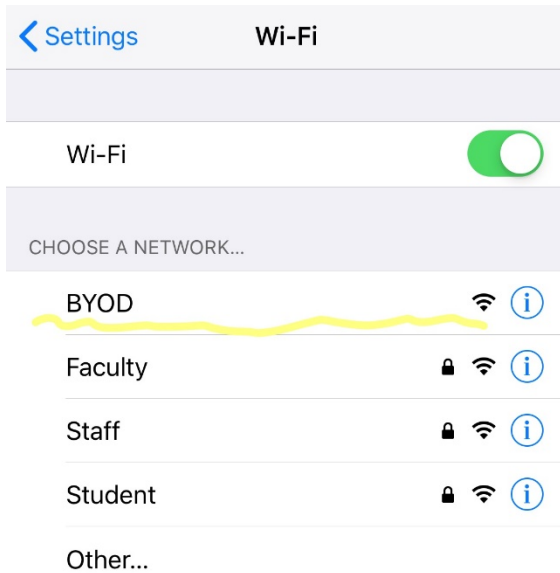 Settings Wi-Fi
Wi-Fi
CHOOSE A NETWORK...
BYOD
Faculty
Staff
Student
Other...